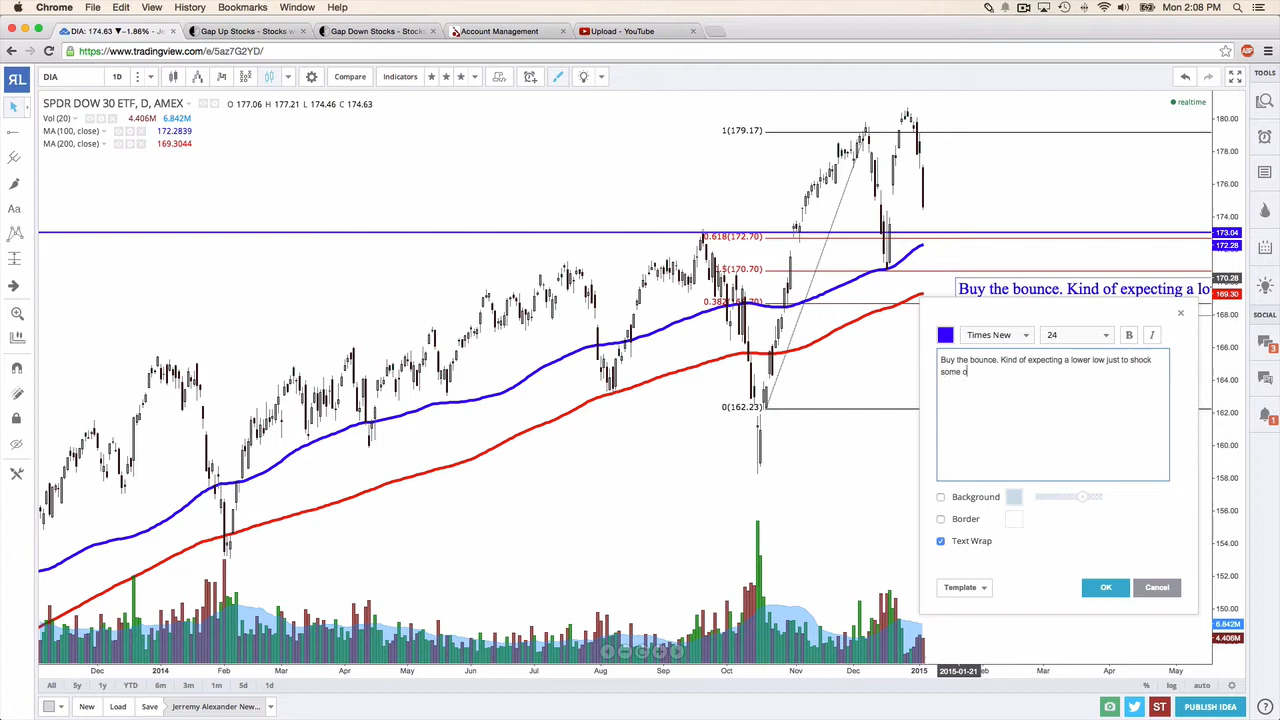 Chrome File Edit View History Bookmarks Window Help
Mon 2:08 PM
DIA: 174.63 ▼−1.86% - Je
Gap Up Stocks - Stocks w
Gap Down Stocks - Stocks
Account Management
Upload - YouTube
https://www.tradingview.com/e/5az7G2YD/
ABP
DIA 1D Compare Indicators
TOOLS
SPDR DOW 30 ETF, D, AMEX
O 177.06 H 177.21 L 174.46 C 174.63
realtime
Vol (20) 4.406M 6.842M
MA (100, close) 172.2839
MA (200, close) 169.3044
Aa
1(179.17)
0.618(172.70)
0.5(170.70)
0(162.23)
180.00
178.00
176.00
174.00
173.04
172.28
170.28
169.30
168.00
166.00
164.00
162.00
160.00
158.00
156.00
154.00
152.00
150.00
6.842M
4.406M
SOCIAL
3
1
Buy the bounce. Kind of expecting a lo
Times New 24 B I
Buy the bounce. Kind of expecting a lower low just to shock
some o
Background
Border
Text Wrap
Template OK Cancel
Dec 2014 Feb Mar Apr May Jun Jul Aug Sep Oct Nov Dec 2015 2015-01-21 eb Mar Apr May
All 5y 1y YTD 6m 3m 1m 5d 1d % log auto
New Load Save Jerremy Alexander New... ST PUBLISH IDEA